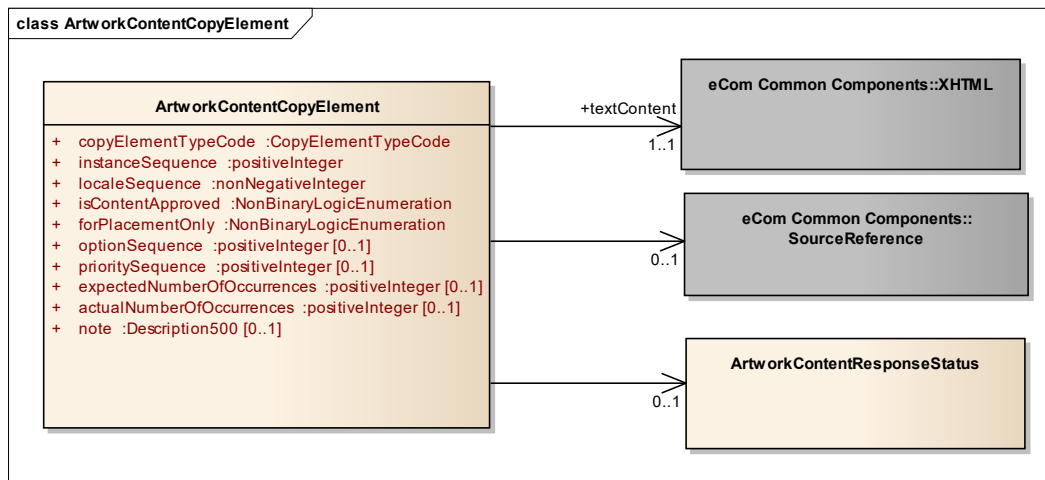 class ArtworkContentCopyElement
ArtworkContentCopyElement
+ copyElementTypeCode :CopyElementTypeCode
+ instanceSequence :positiveInteger
+ localeSequence :nonNegativeInteger
+ isContentApproved :NonBinaryLogicEnumeration
+ forPlacementOnly :NonBinaryLogicEnumeration
+ optionSequence :positiveInteger [0..1]
+ prioritySequence :positiveInteger [0..1]
+ expectedNumberOfOccurrences :positiveInteger [0..1]
+ actualNumberOfOccurrences :positiveInteger [0..1]
+ note :Description500 [0..1]
+textContent
1..1
eCom Common Components::XHTML
0..1
eCom Common Components::
SourceReference
0..1
ArtworkContentResponseStatus